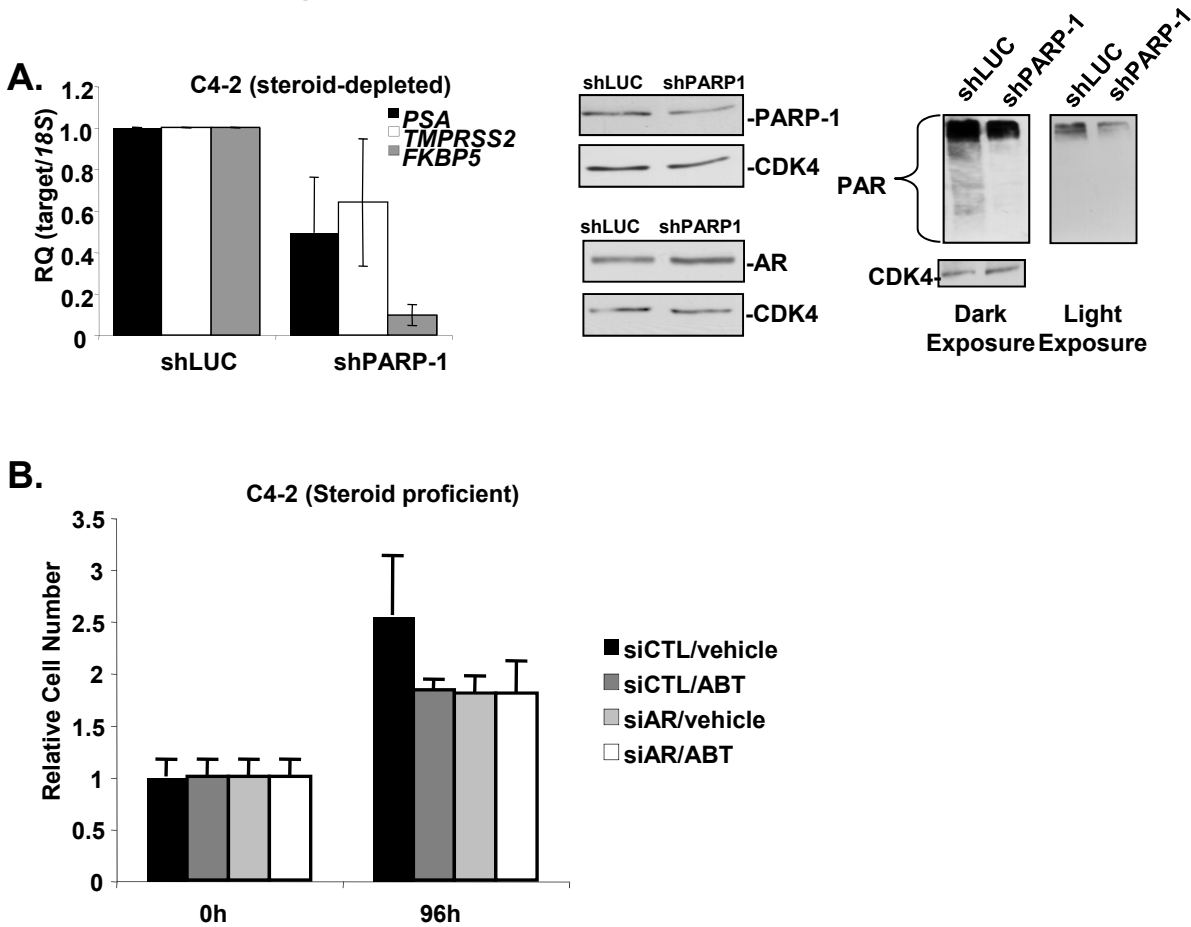 A.
C4-2 (steroid-depleted)
RQ (target/18S)
1.2
1.0
0.8
0.6
0.4
0.2
0
PSA
TMPRSS2
FKBP5
shLUC
shPARP-1
shLUC shPARP1
-PARP-1
-CDK4
shLUC shPARP1
-AR
-CDK4
shLUC
shPARP-1
shLUC
shPARP-1
PAR
CDK4-
Dark Exposure
Light Exposure
B.
C4-2 (Steroid proficient)
Relative Cell Number
3.5
3
2.5
2
1.5
1
0.5
0
0h
96h
siCTL/vehicle
siCTL/ABT
siAR/vehicle
siAR/ABT